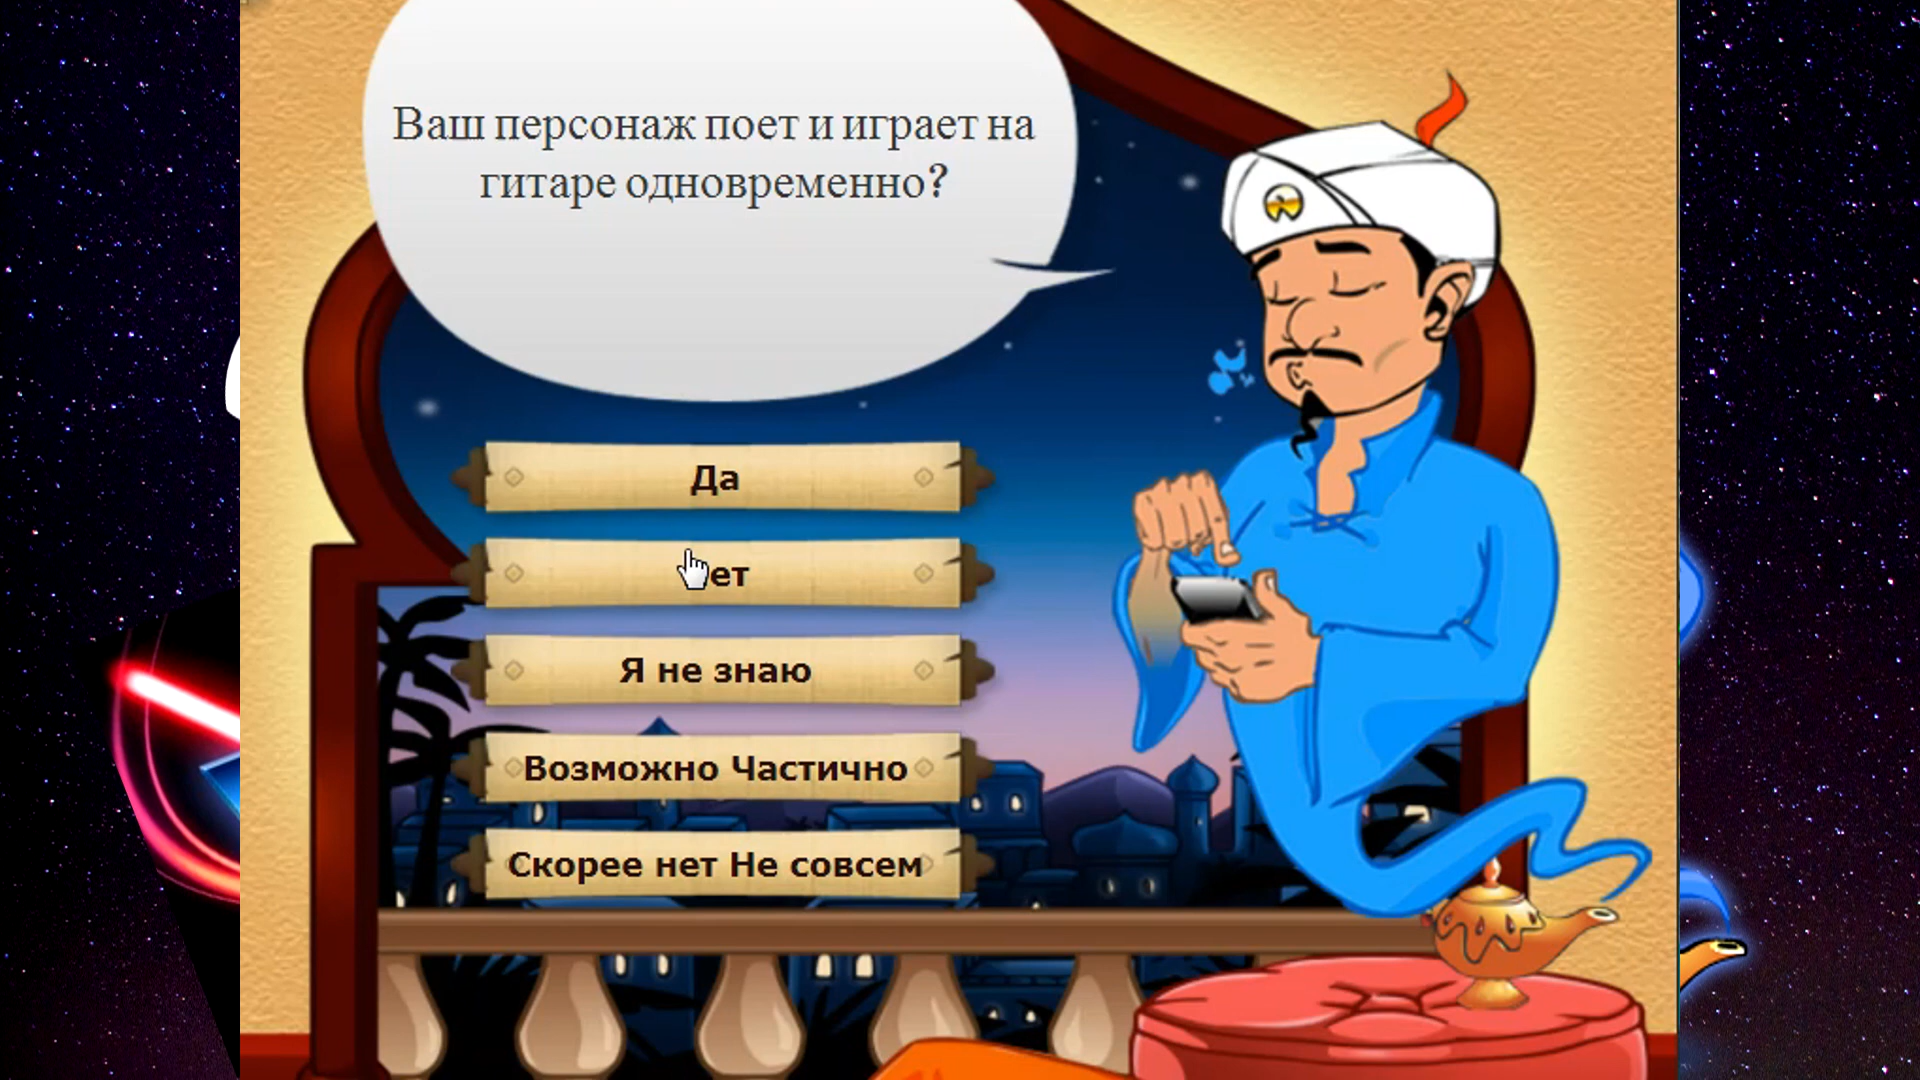 Ваш персонаж поет и играет на
гитаре одновременно?
Да
ет
Я не знаю
Возможно Частично
Скорее нет Не совсем